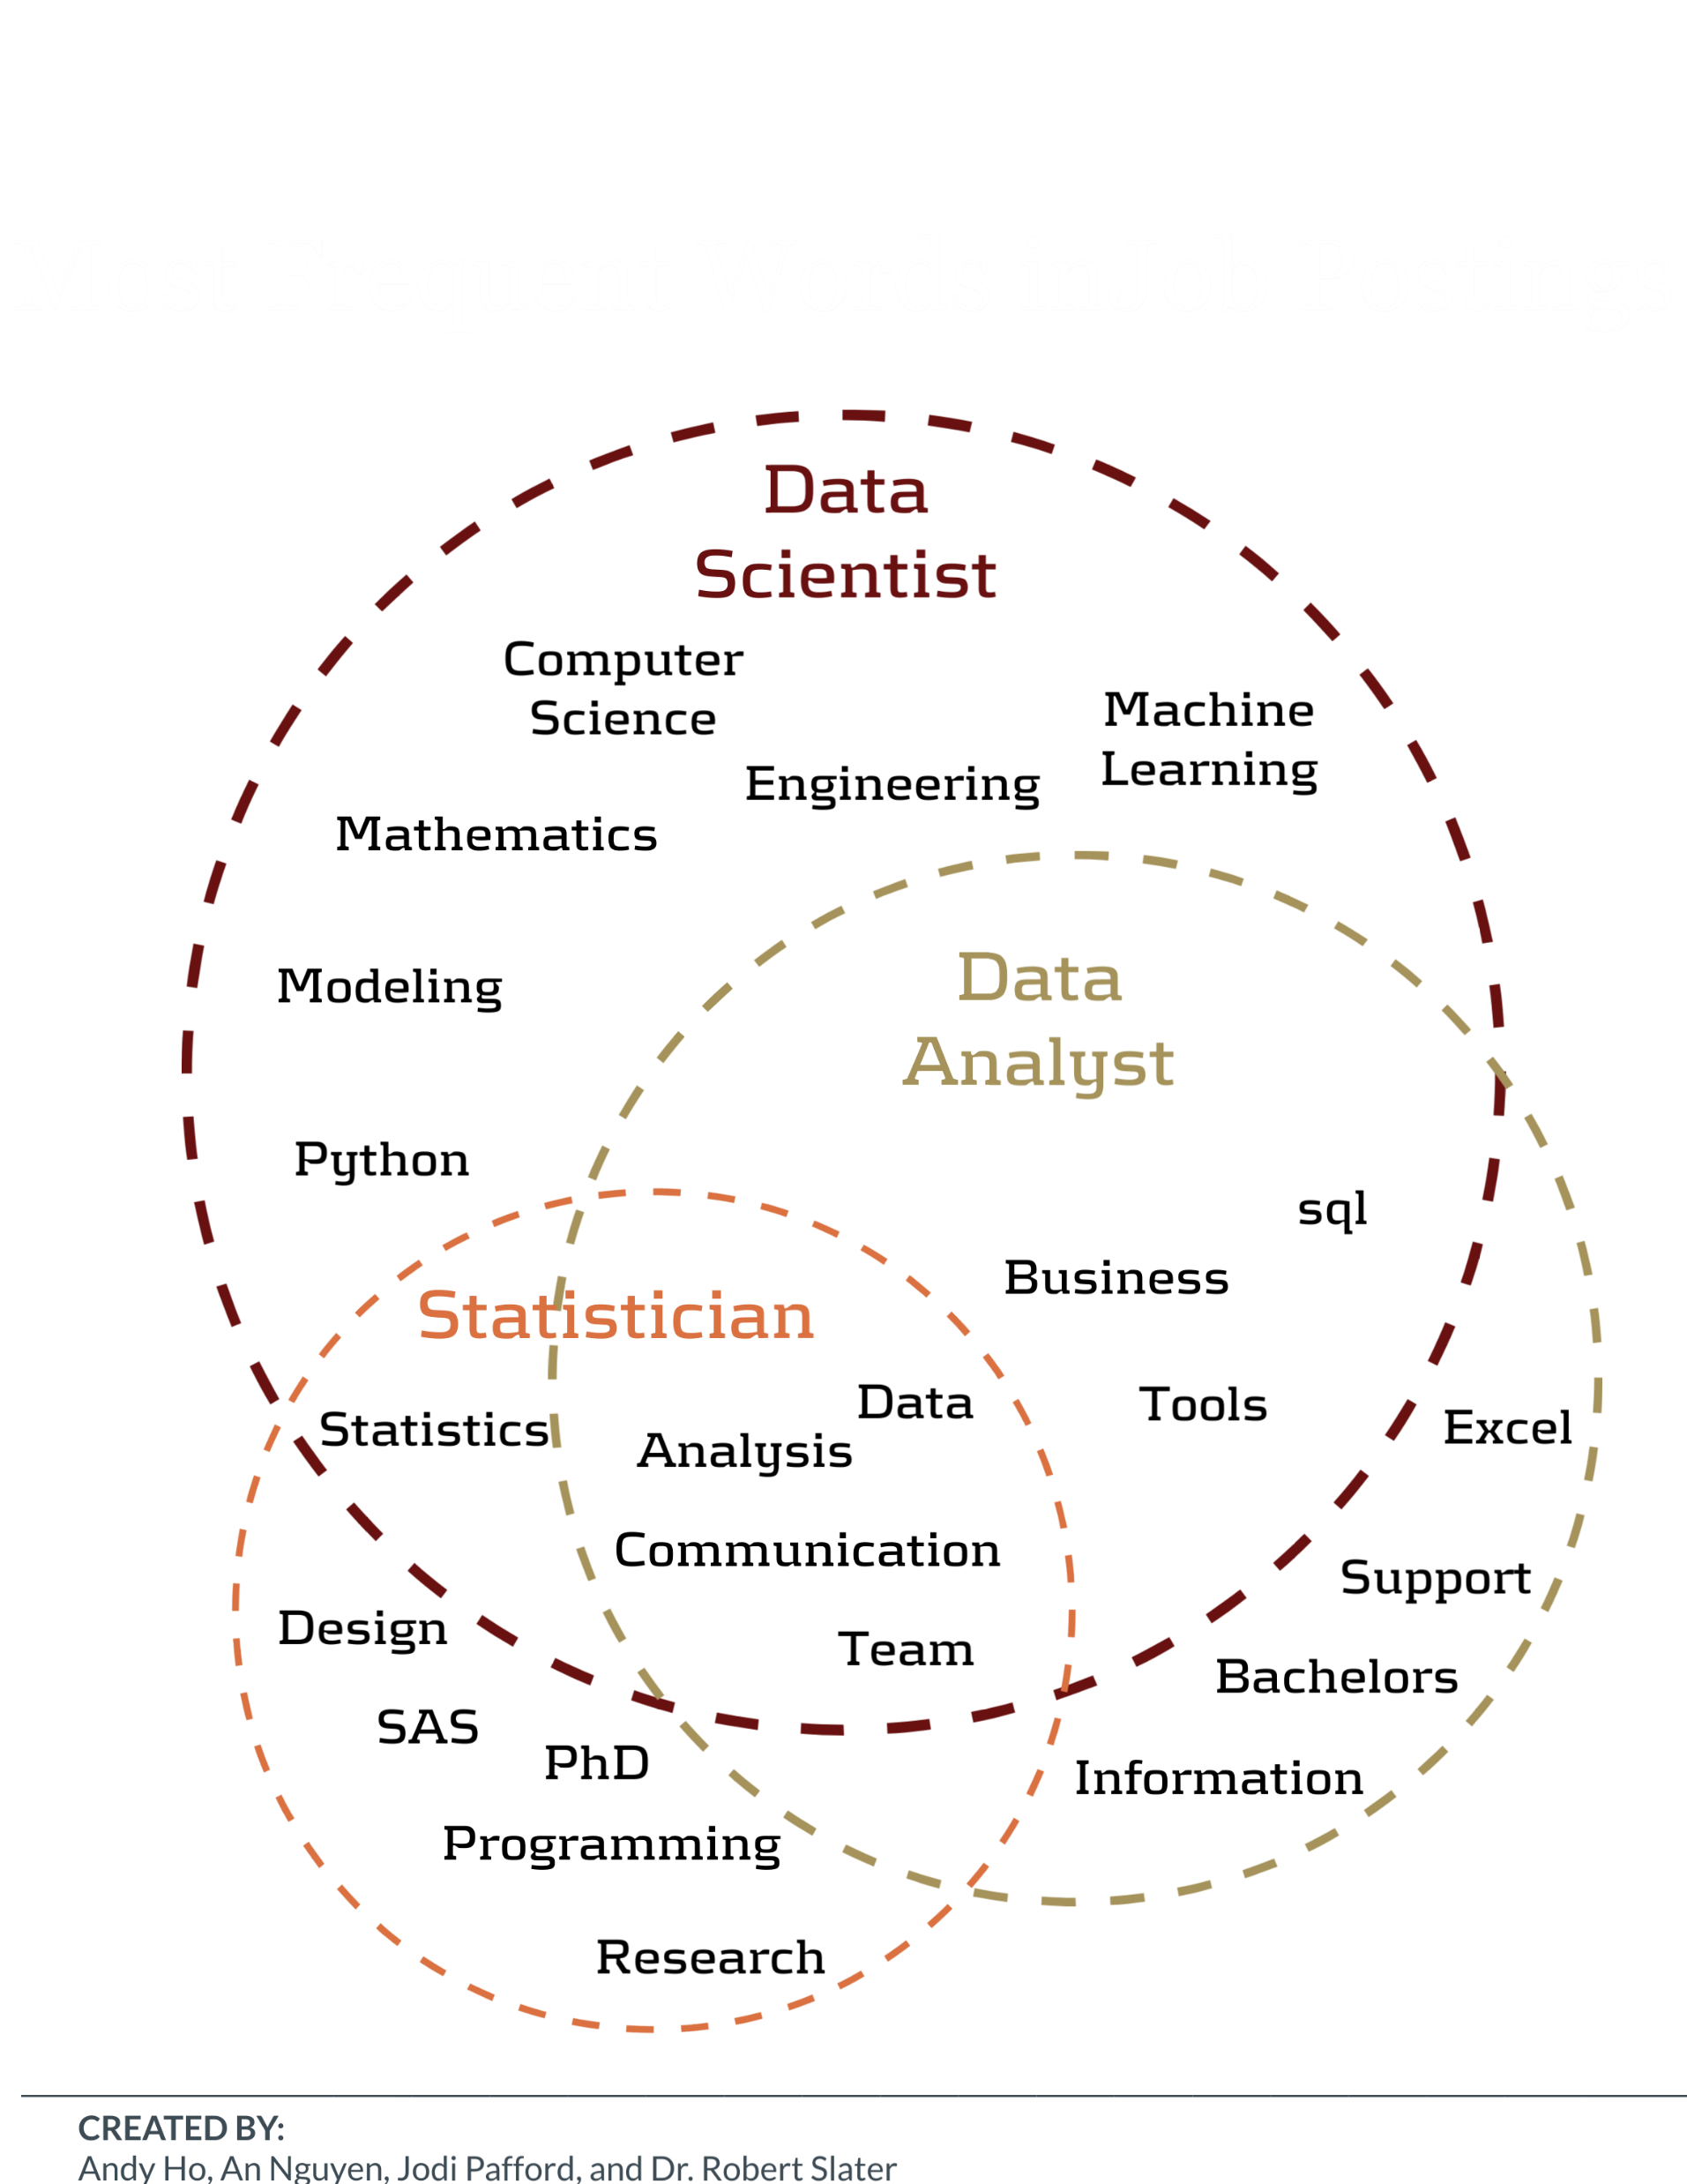 Data
Scientist
Computer
Science
Machine
Learning
Engineering
Mathematics
Data
Analyst
Modeling
Python
sql
Business
Statistician
Data
Tools
Excel
Statistics
Analysis
Communication
Support
Design
Team
Bachelors
SAS
PhD
Information
Programming
Research
CREATED BY:
Andy Ho, An Nguyen, Jodi Pafford, and Dr. Robert Slater